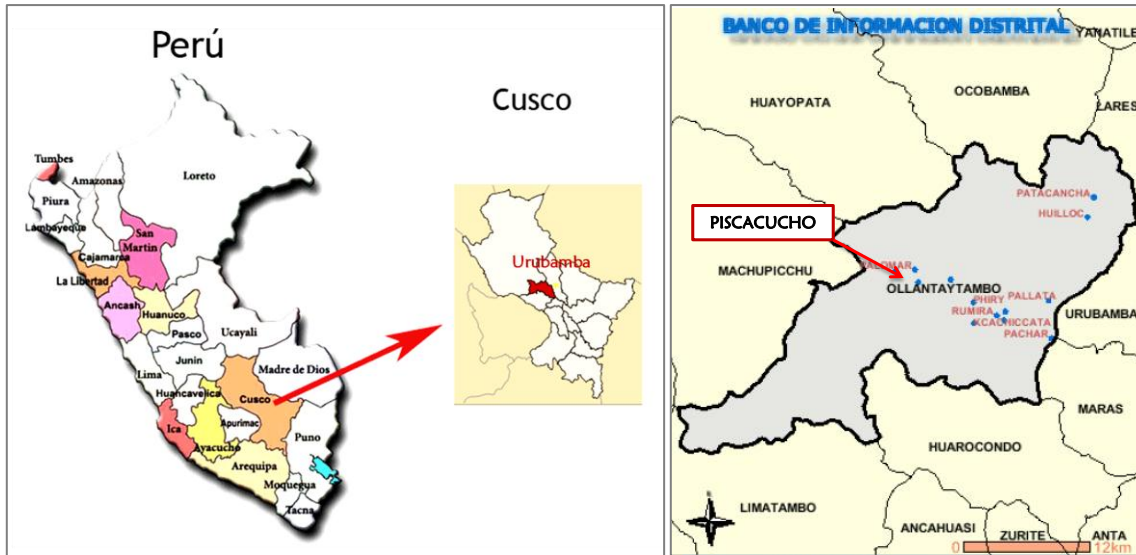 Perú
Tumbes
Loreto
Amazonas
Piura
Lambayeque
San
Martin
Cajamarca
La Libertad
Ancash
Huanuco
Ucayali
Pasco
Junin
Lima
Madre de Dios
Huancavelica
Cusco
Ica
Apurimac
Ayacucho
Puno
Arequipa
Moquegua
Tacna
Cusco
Urubamba
BANCO DE INFORMACION DISTRITAL
YANATILE
OCOBAMBA
HUAYOPATA
LARES
PATACANCHA
HUILLOC
PISCACUCHO
PALOMAR
MACHUPICCHU
OLLANTAYTAMBO
PHIRY
PALLATA
RUMIRA
URUBAMBA
KCACHICCATA
PACHAR
MARAS
HUAROCONDO
LIMATAMBO
ANCAHUASI
ZURITE
ANTA
0
12km